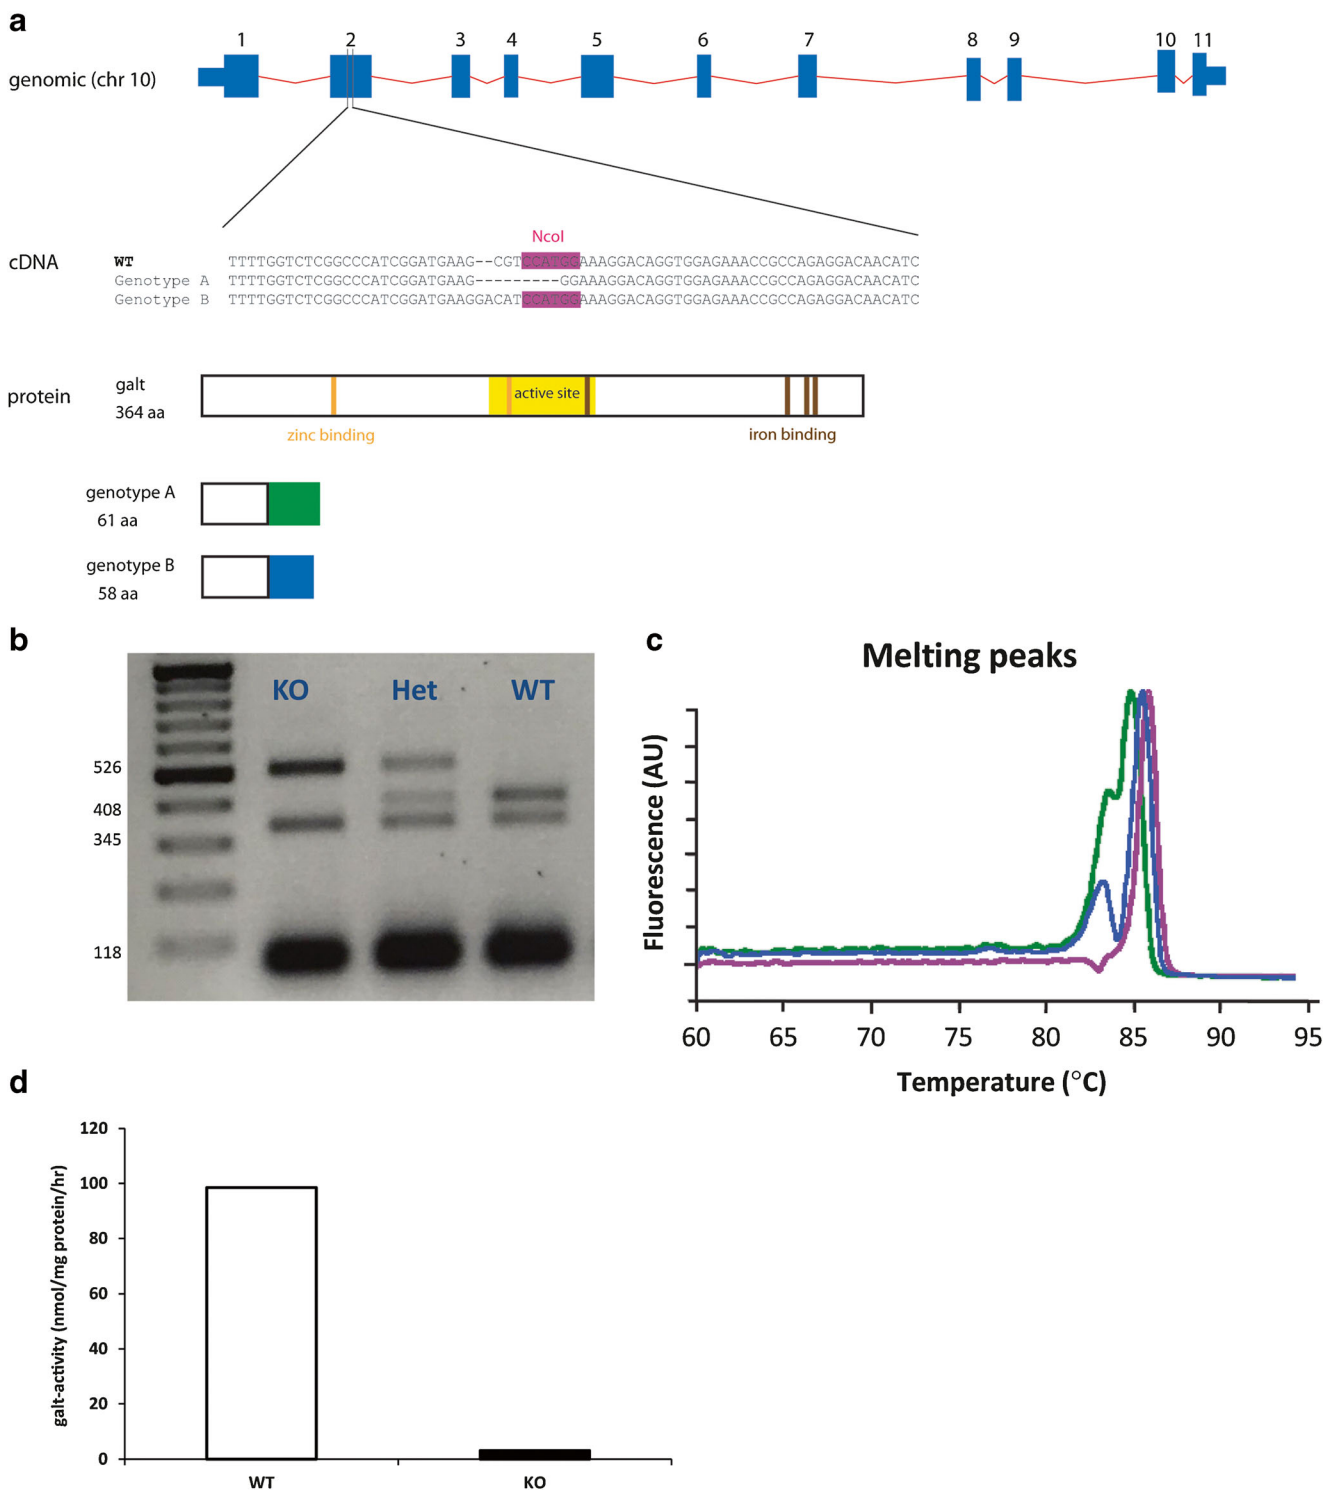 a
1 2 3 4 5 6 7 8 9 10 11
genomic (chr 10)
NcoI
cDNA
WT TTTTGGTCTCGGCCCATCGGATGAAG--CGTCCATGGAAAGGACAGGTGGAGAAACCGCCAGAGGACAACATC
Genotype A TTTTGGTCTCGGCCCATCGGATGAAG---------GGAAAGGACAGGTGGAGAAACCGCCAGAGGACAACATC
Genotype B TTTTGGTCTCGGCCCATCGGATGAAGGACATCCATGGAAAGGACAGGTGGAGAAACCGCCAGAGGACAACATC
protein
galt
364 aa
active site
zinc binding
iron binding
genotype A
61 aa
genotype B
58 aa
b
KO Het WT
526
408
345
118
c
Melting peaks
Fluorescence (AU)
60 65 70 75 80 85 90 95
Temperature (°C)
d
galt-activity (nmol/mg protein/hr)
120
100
80
60
40
20
0
WT KO